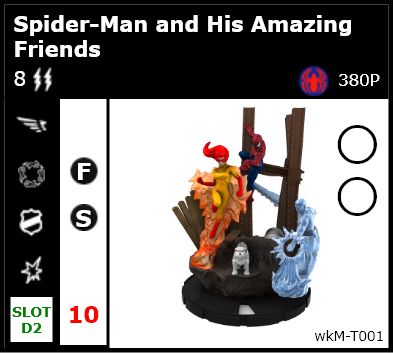 Spider-Man and His Amazing
Friends
8
380P
F
S
SLOT
D2
10
wkM-T001